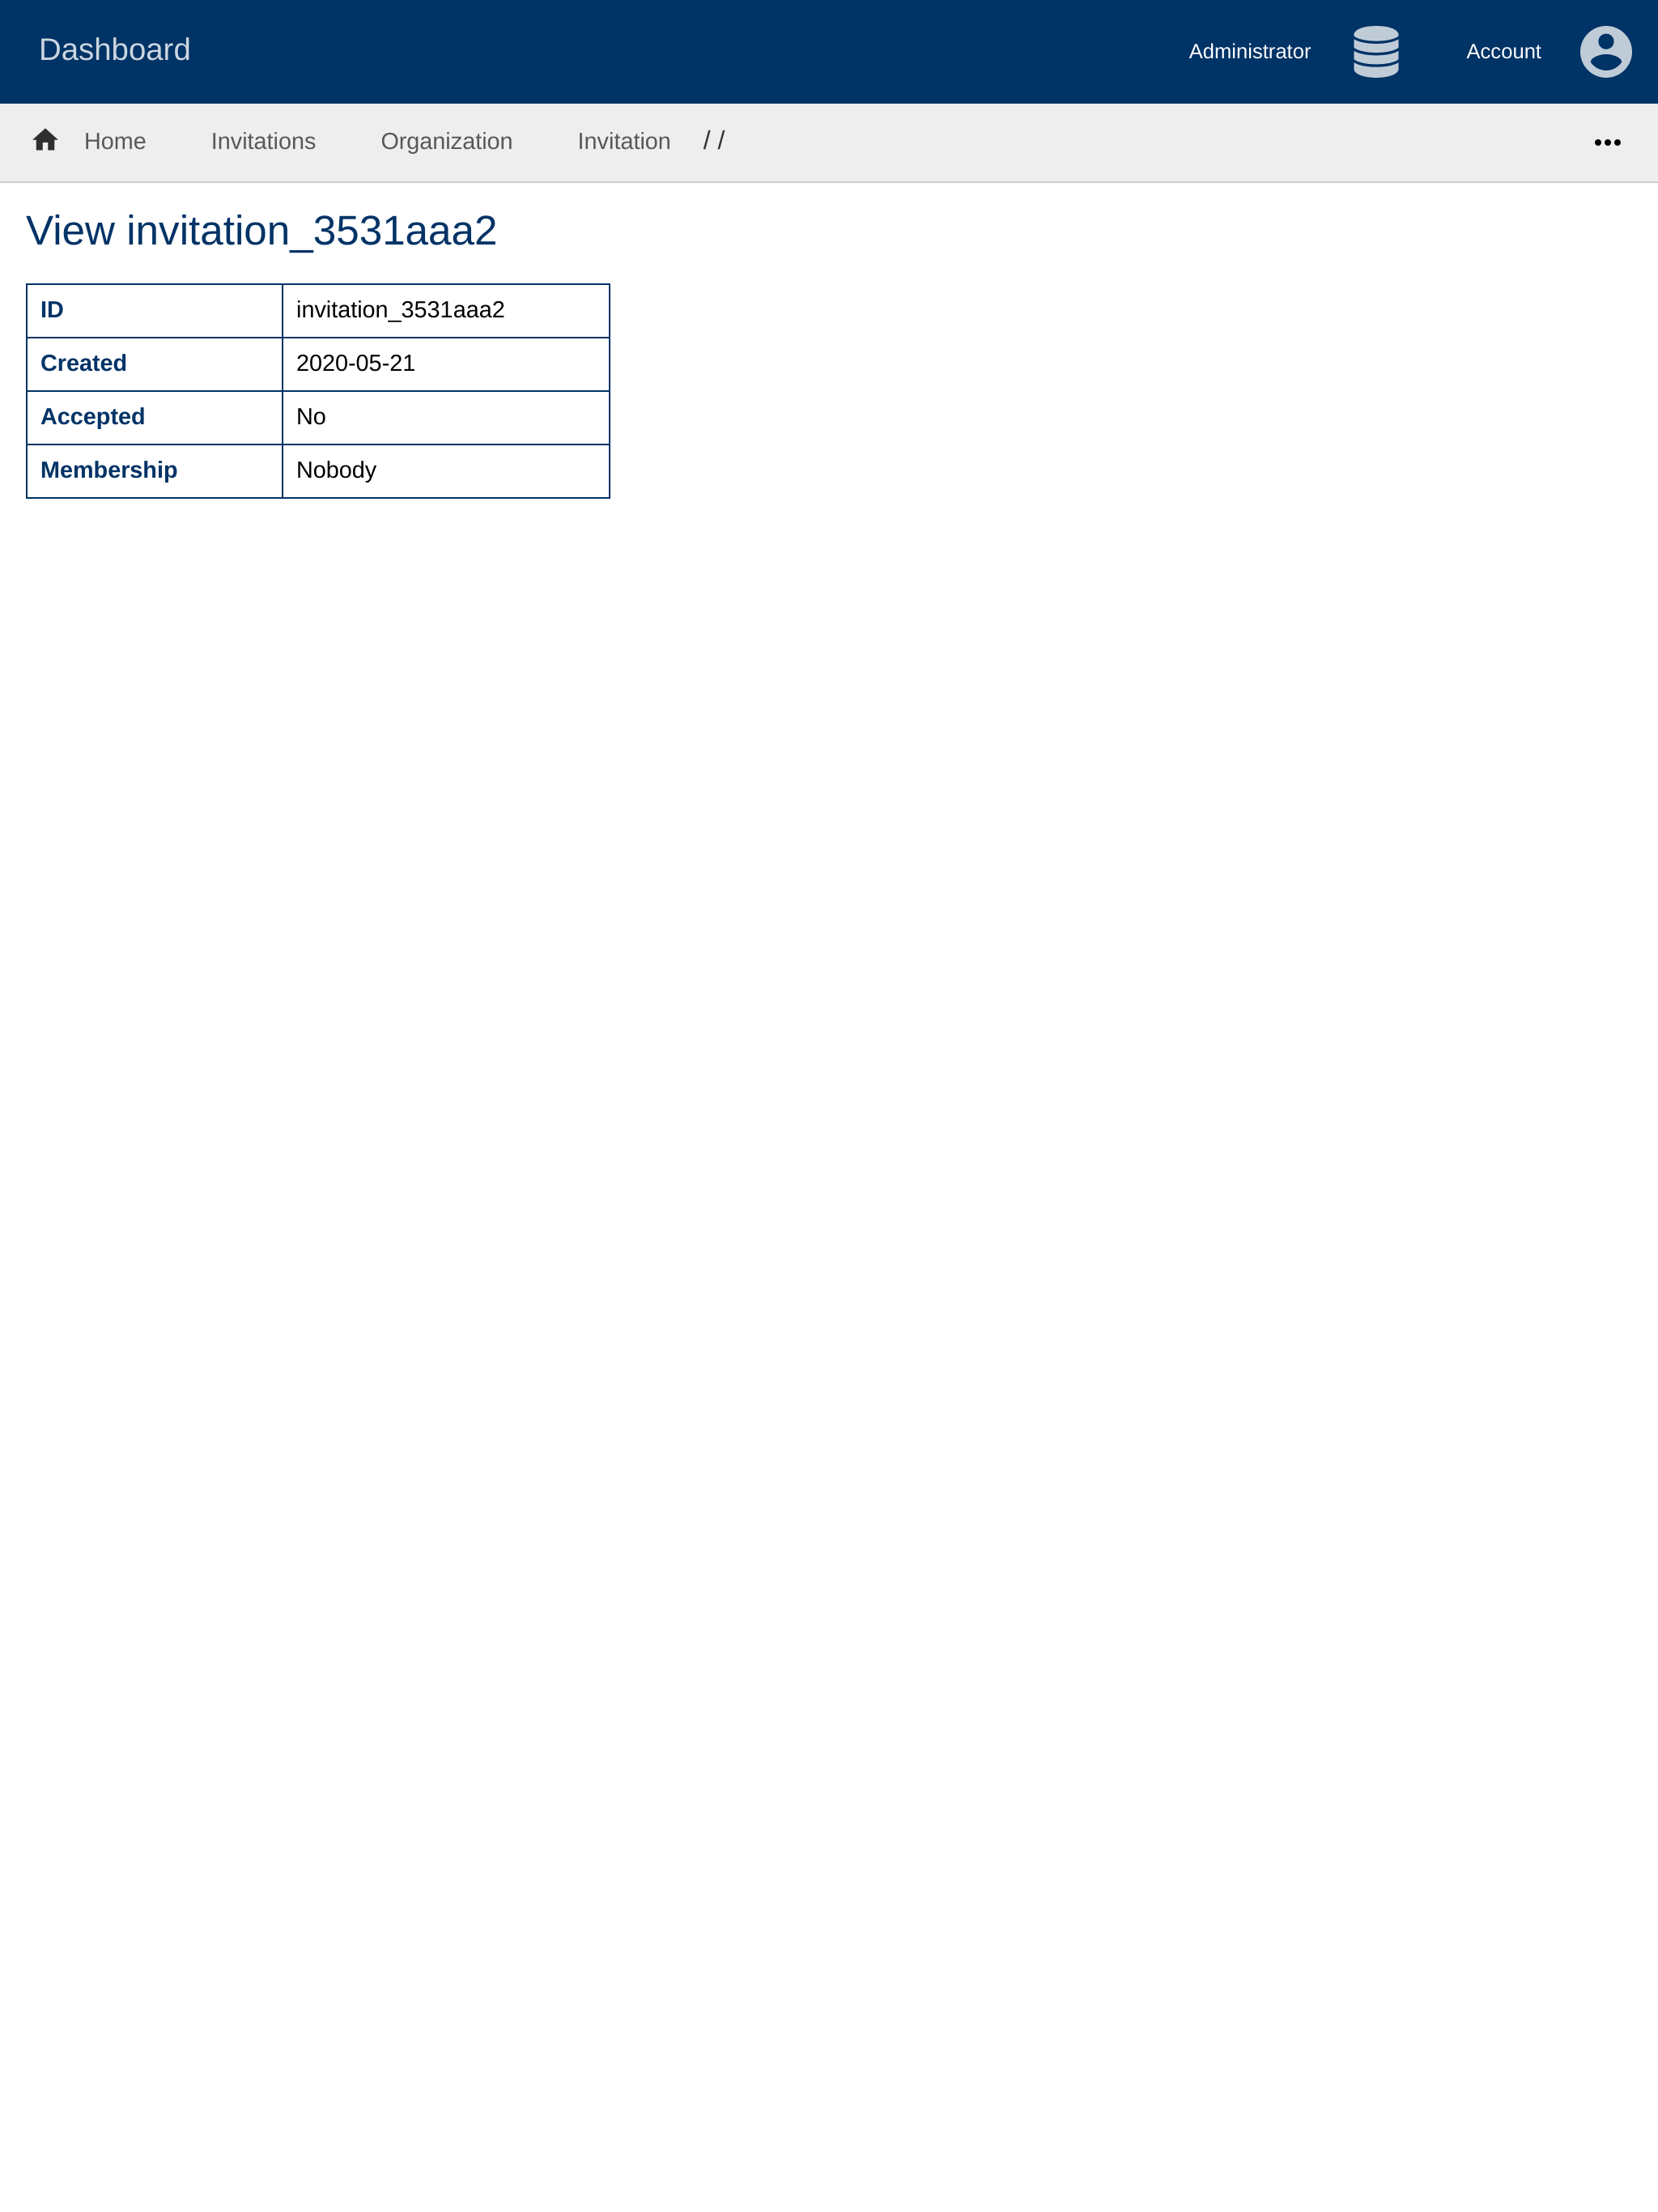 Dashboard Administrator Account
Home Invitations Organization Invitation / / •••
View invitation_3531aaa2
ID invitation_3531aaa2
Created 2020-05-21
Accepted No
Membership Nobody